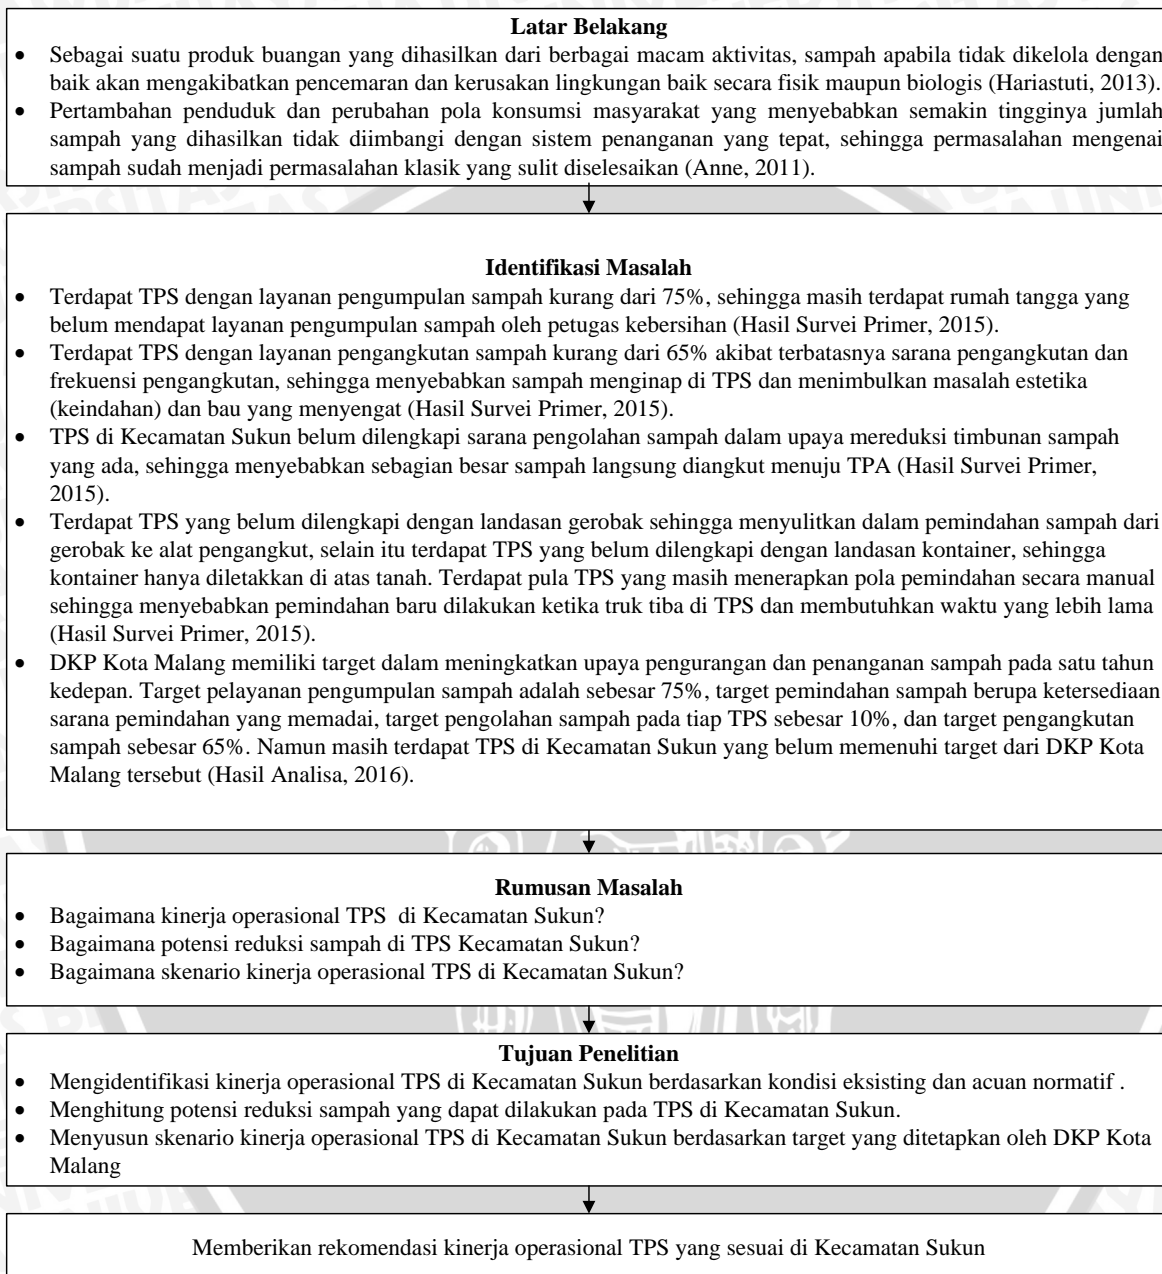 Latar Belakang
• Sebagai suatu produk buangan yang dihasilkan dari berbagai macam aktivitas, sampah apabila tidak dikelola dengan
baik akan mengakibatkan pencemaran dan kerusakan lingkungan baik secara fisik maupun biologis (Hariastuti, 2013).
• Pertambahan penduduk dan perubahan pola konsumsi masyarakat yang menyebabkan semakin tingginya jumlah
sampah yang dihasilkan tidak diimbangi dengan sistem penanganan yang tepat, sehingga permasalahan mengenai
sampah sudah menjadi permasalahan klasik yang sulit diselesaikan (Anne, 2011).
Identifikasi Masalah
• Terdapat TPS dengan layanan pengumpulan sampah kurang dari 75%, sehingga masih terdapat rumah tangga yang
belum mendapat layanan pengumpulan sampah oleh petugas kebersihan (Hasil Survei Primer, 2015).
• Terdapat TPS dengan layanan pengangkutan sampah kurang dari 65% akibat terbatasnya sarana pengangkutan dan
frekuensi pengangkutan, sehingga menyebabkan sampah menginap di TPS dan menimbulkan masalah estetika
(keindahan) dan bau yang menyengat (Hasil Survei Primer, 2015).
• TPS di Kecamatan Sukun belum dilengkapi sarana pengolahan sampah dalam upaya mereduksi timbunan sampah
yang ada, sehingga menyebabkan sebagian besar sampah langsung diangkut menuju TPA (Hasil Survei Primer,
2015).
• Terdapat TPS yang belum dilengkapi dengan landasan gerobak sehingga menyulitkan dalam pemindahan sampah dari
gerobak ke alat pengangkut, selain itu terdapat TPS yang belum dilengkapi dengan landasan kontainer, sehingga
kontainer hanya diletakkan di atas tanah. Terdapat pula TPS yang masih menerapkan pola pemindahan secara manual
sehingga menyebabkan pemindahan baru dilakukan ketika truk tiba di TPS dan membutuhkan waktu yang lebih lama
(Hasil Survei Primer, 2015).
• DKP Kota Malang memiliki target dalam meningkatkan upaya pengurangan dan penanganan sampah pada satu tahun
kedepan. Target pelayanan pengumpulan sampah adalah sebesar 75%, target pemindahan sampah berupa ketersediaan
sarana pemindahan yang memadai, target pengolahan sampah pada tiap TPS sebesar 10%, dan target pengangkutan
sampah sebesar 65%. Namun masih terdapat TPS di Kecamatan Sukun yang belum memenuhi target dari DKP Kota
Malang tersebut (Hasil Analisa, 2016).
Rumusan Masalah
• Bagaimana kinerja operasional TPS  di Kecamatan Sukun?
• Bagaimana potensi reduksi sampah di TPS Kecamatan Sukun?
• Bagaimana skenario kinerja operasional TPS di Kecamatan Sukun?
Tujuan Penelitian
• Mengidentifikasi kinerja operasional TPS di Kecamatan Sukun berdasarkan kondisi eksisting dan acuan normatif .
• Menghitung potensi reduksi sampah yang dapat dilakukan pada TPS di Kecamatan Sukun.
• Menyusun skenario kinerja operasional TPS di Kecamatan Sukun berdasarkan target yang ditetapkan oleh DKP Kota
Malang
Memberikan rekomendasi kinerja operasional TPS yang sesuai di Kecamatan Sukun